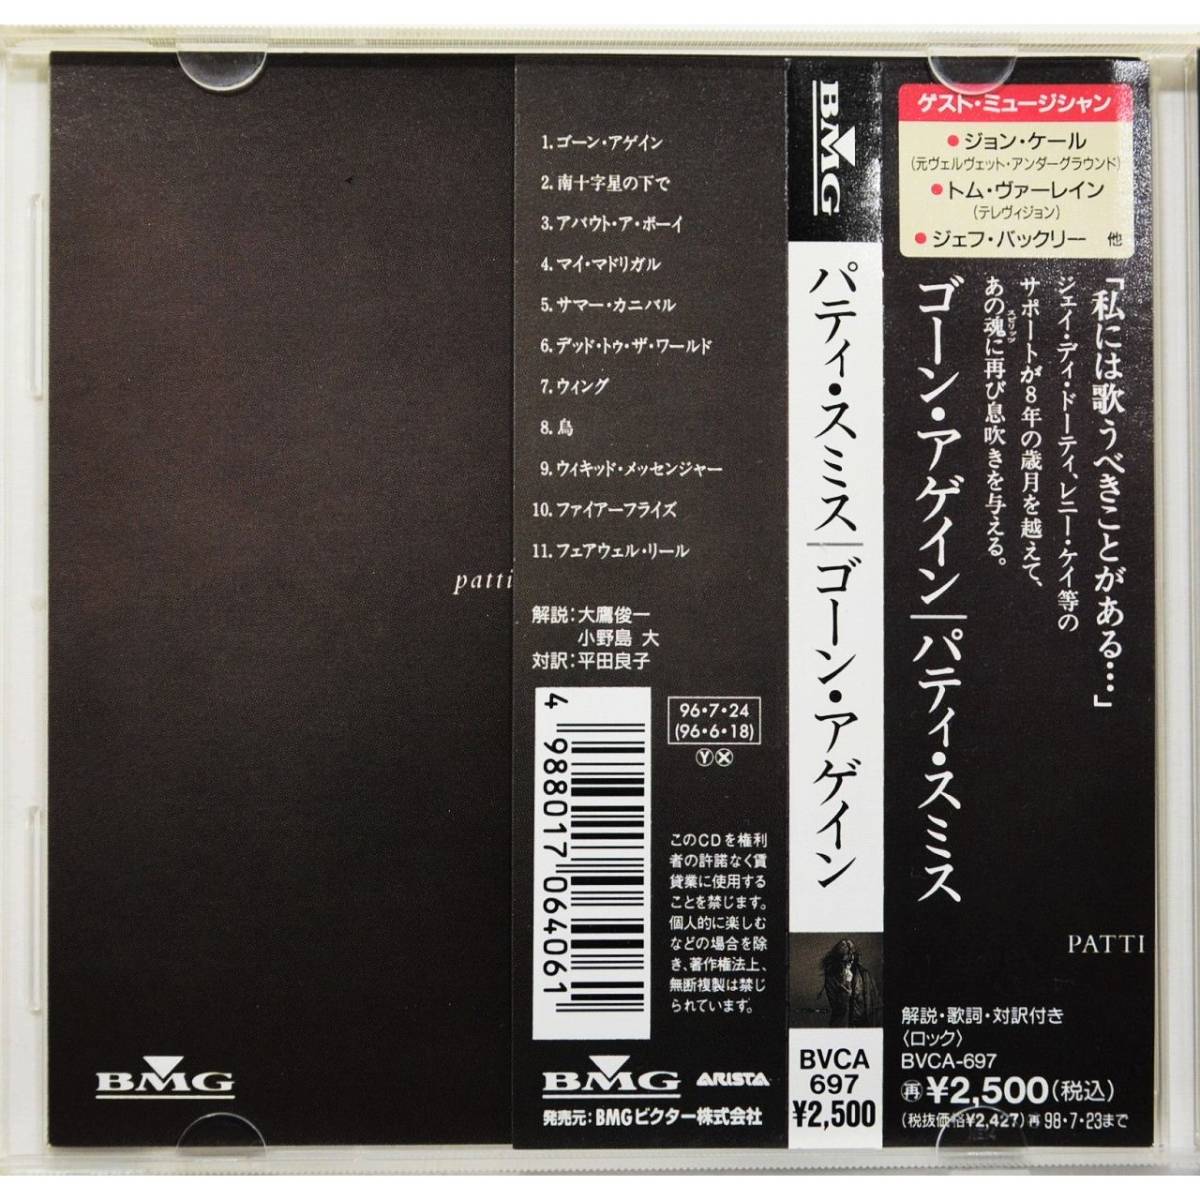 patti
1.ゴーン・アゲイン
2.南十字星の下で
3.アバウト・ア・ボーイ
4.マイ・マドリガル
5.サマー・カニバル
6.デッド・トゥ・ザ・ワールド
7.ウィング
8.鳥
9.ウィキッド・メッセンジャー
10.ファイアーフライズ
11.フェアウェル・リール
解説:大鷹俊一
小野島 大
対訳:平田良子
4 988017 064061
96・7・24
(96・6・18)
Ⓨ Ⓧ
このCDを権利
者の許諾なく賃
貸業に使用する
ことを禁じます。
個人的に楽しむ
などの場合を除
き、著作権法上、
無断複製は禁じ
られています。
BMG
BMG ARISTA
発売元:BMGビクター株式会社
BMG
パティ・スミス|ゴーン・アゲイン
BVCA
697
¥2,500
ゲスト・ミュージシャン
●ジョン・ケール
(元ヴェルヴェット・アンダーグラウンド)
●トム・ヴァーレイン
(テレヴィジョン)
●ジェフ・バックリー 他
「私には歌うべきことがある…」
ジェイ・ディ・ドーティ、レニー・ケイ等の
サポートが8年の歳月を越えて、
あの魂に再び息吹きを与える。
スピリッツ
ゴーン・アゲイン|パティ・スミス
PATTI
解説・歌詞・対訳付き
〈ロック〉
BVCA-697
㊢¥2,500(税込)
(税抜価格¥2,427)再98・7・23まで